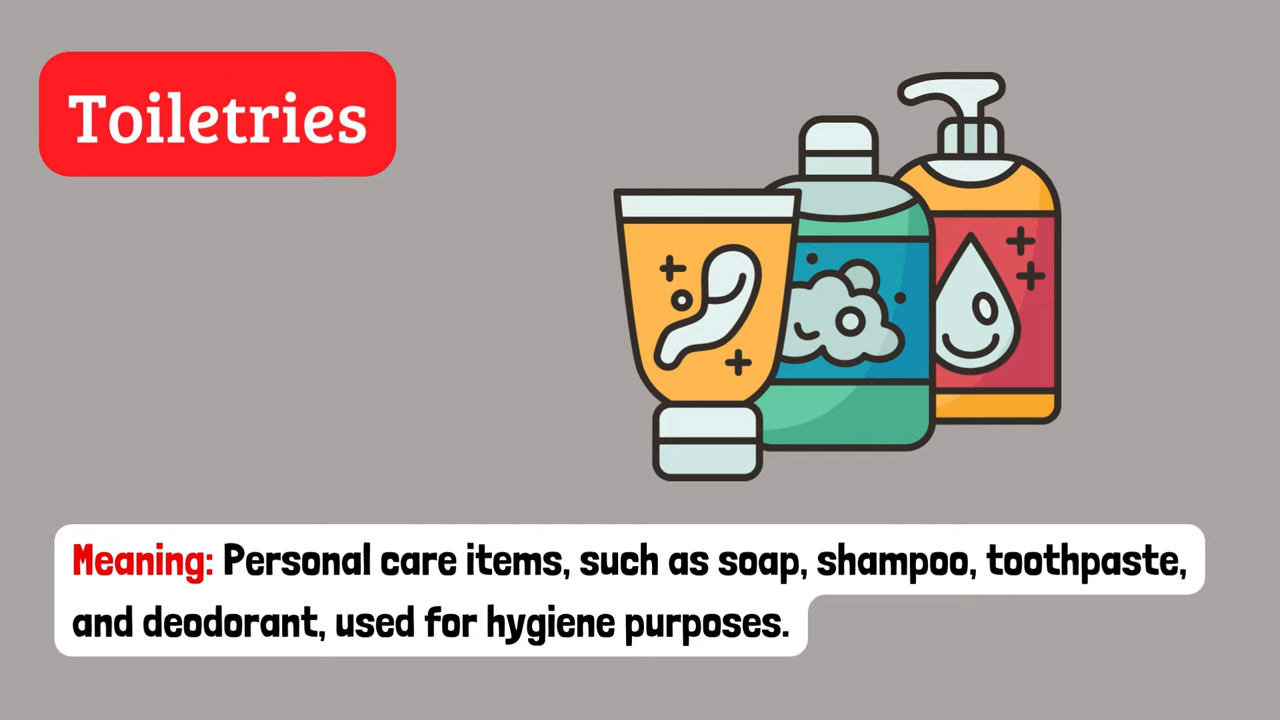 Toiletries
Meaning: Personal care items, such as soap, shampoo, toothpaste,
and deodorant, used for hygiene purposes.